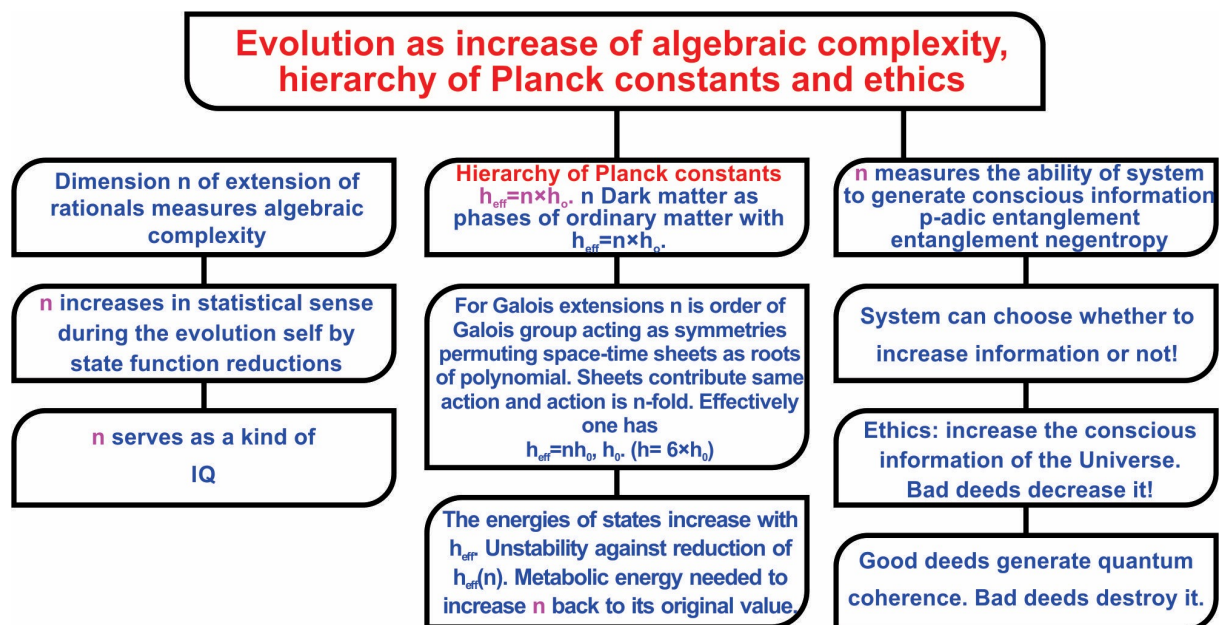 Evolution as increase of algebraic complexity,
hierarchy of Planck constants and ethics
Dimension n of extension of
rationals measures algebraic
complexity
n increases in statistical sense
during the evolution self by
state function reductions
n serves as a kind of
IQ
Hierarchy of Planck constants
heff=n×ho. n Dark matter as
phases of ordinary matter with
heff=n×ho.
For Galois extensions n is order of
Galois group acting as symmetries
permuting space-time sheets as roots
of polynomial. Sheets contribute same
action and action is n-fold. Effectively
one has
heff=nh0, h0. (h= 6×h0)
The energies of states increase with
heff. Unstability against reduction of
heff(n). Metabolic energy needed to
increase n back to its original value.
n measures the ability of system
to generate conscious information
p-adic entanglement
entanglement negentropy
System can choose whether to
increase information or not!
Ethics: increase the conscious
information of the Universe.
Bad deeds decrease it!
Good deeds generate quantum
coherence. Bad deeds destroy it.